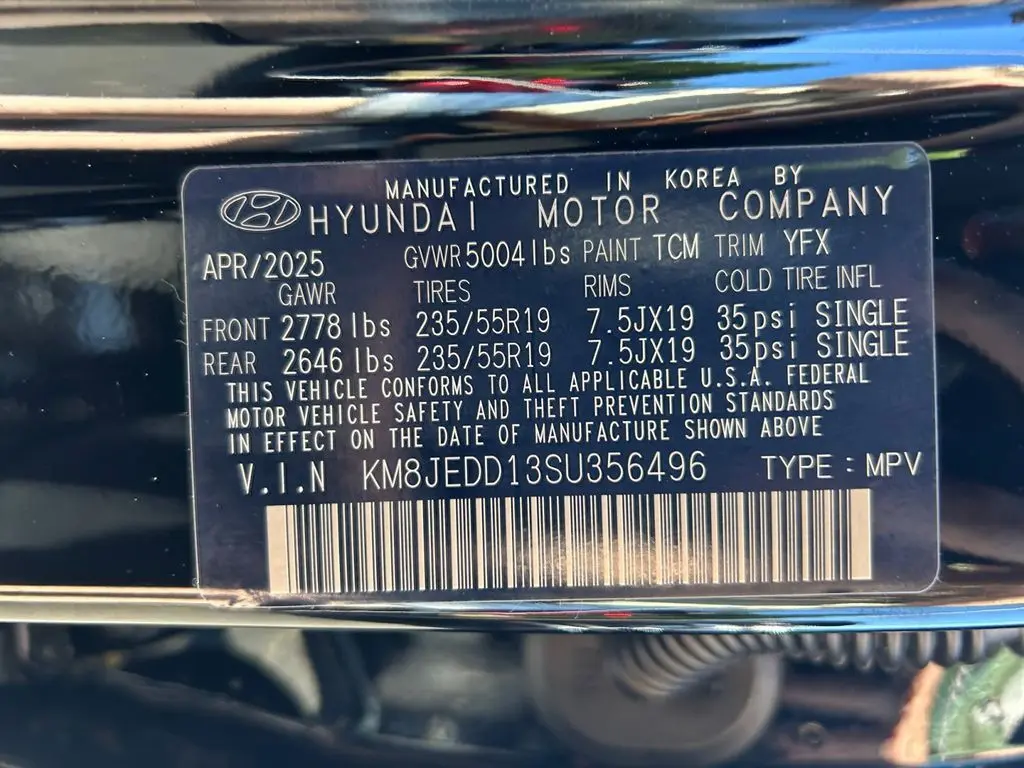 MANUFACTURED IN KOREA BY
HYUNDAI MOTOR COMPANY
APR/2025 GVWR 5004 lbs PAINT TCM TRIM YFX
GAWR TIRES RIMS COLD TIRE INFL
FRONT 2778 lbs 235/55R19 7.5JX19 35psi SINGLE
REAR 2646 lbs 235/55R19 7.5JX19 35psi SINGLE
THIS VEHICLE CONFORMS TO ALL APPLICABLE U.S.A. FEDERAL
MOTOR VEHICLE SAFETY AND THEFT PREVENTION STANDARDS
IN EFFECT ON THE DATE OF MANUFACTURE SHOWN ABOVE
V.I.N KM8JEDD13SU356496 TYPE : MPV